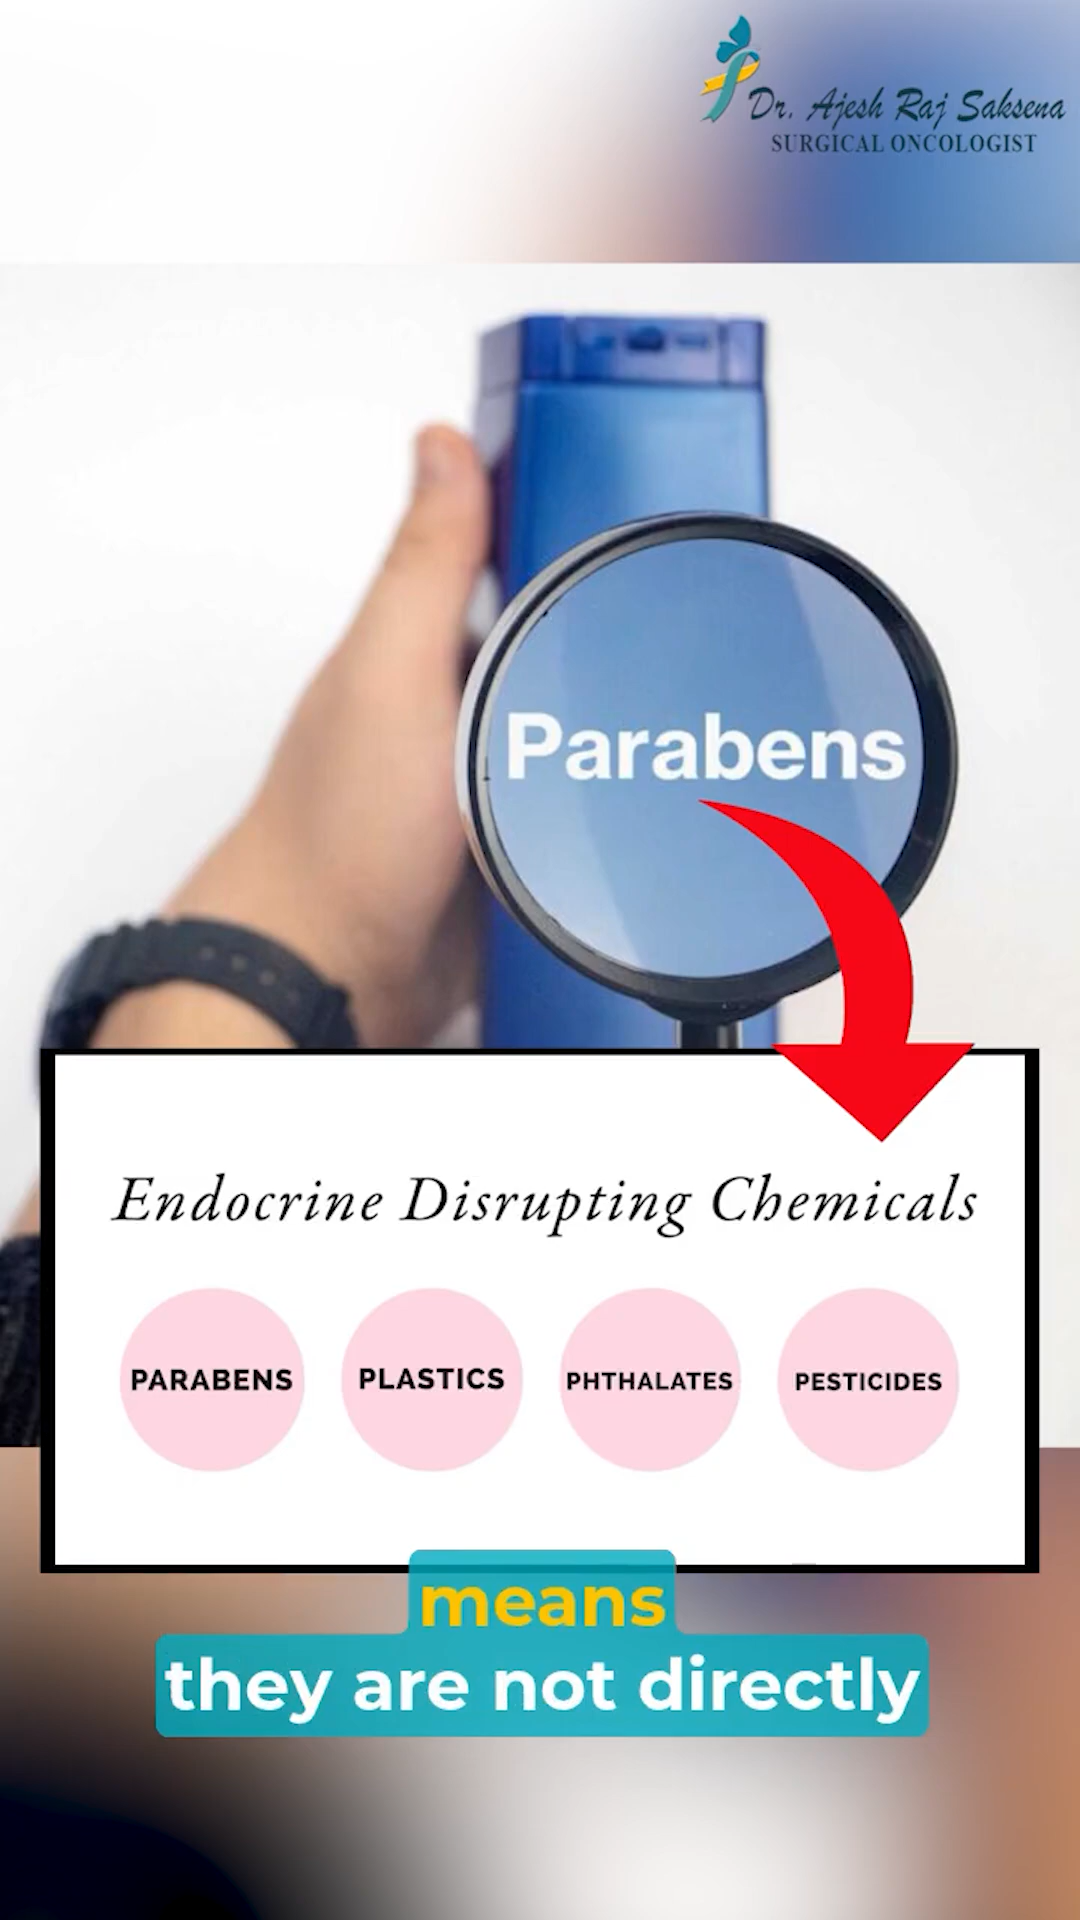 Dr. Ajesh Raj Saksena
SURGICAL ONCOLOGIST
Parabens
Endocrine Disrupting Chemicals
PARABENS PLASTICS PHTHALATES PESTICIDES
means
they are not directly